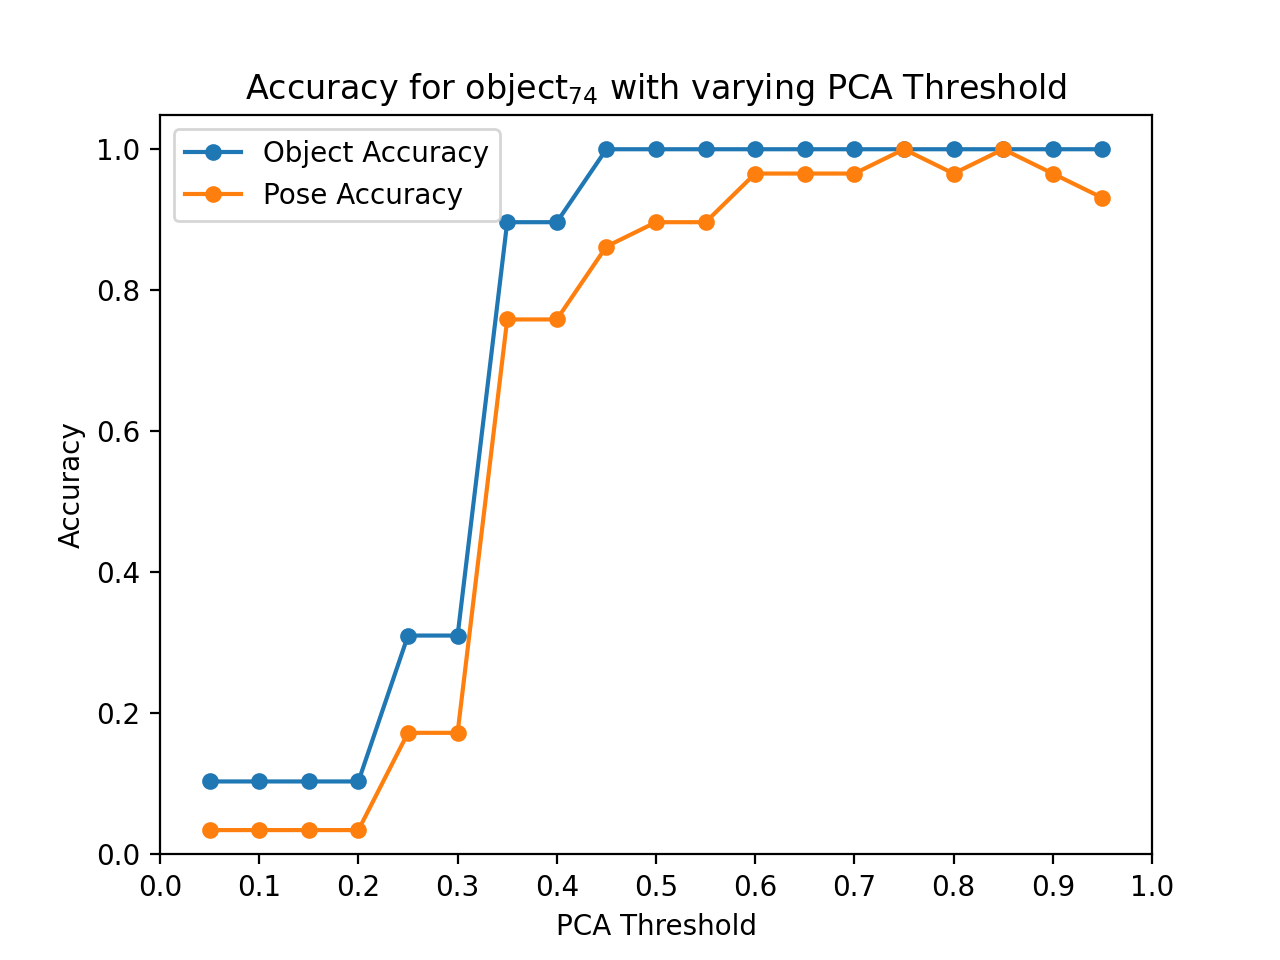 Accuracy for object₇₄ with varying PCA Threshold
Object Accuracy
Pose Accuracy
Accuracy
1.0
0.8
0.6
0.4
0.2
0.0
0.0 0.1 0.2 0.3 0.4 0.5 0.6 0.7 0.8 0.9 1.0
PCA Threshold